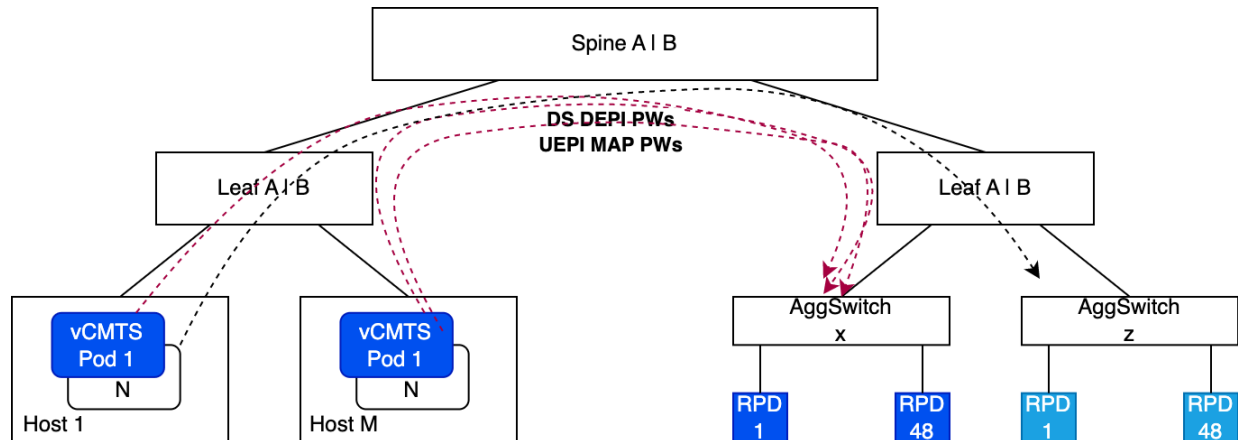 Spine A | B
DS DEPI PWs
UEPI MAP PWs
Leaf A | B
Leaf A | B
vCMTS
Pod 1
N
Host 1
vCMTS
Pod 1
N
Host M
AggSwitch
x
AggSwitch
z
RPD
1
RPD
48
RPD
1
RPD
48